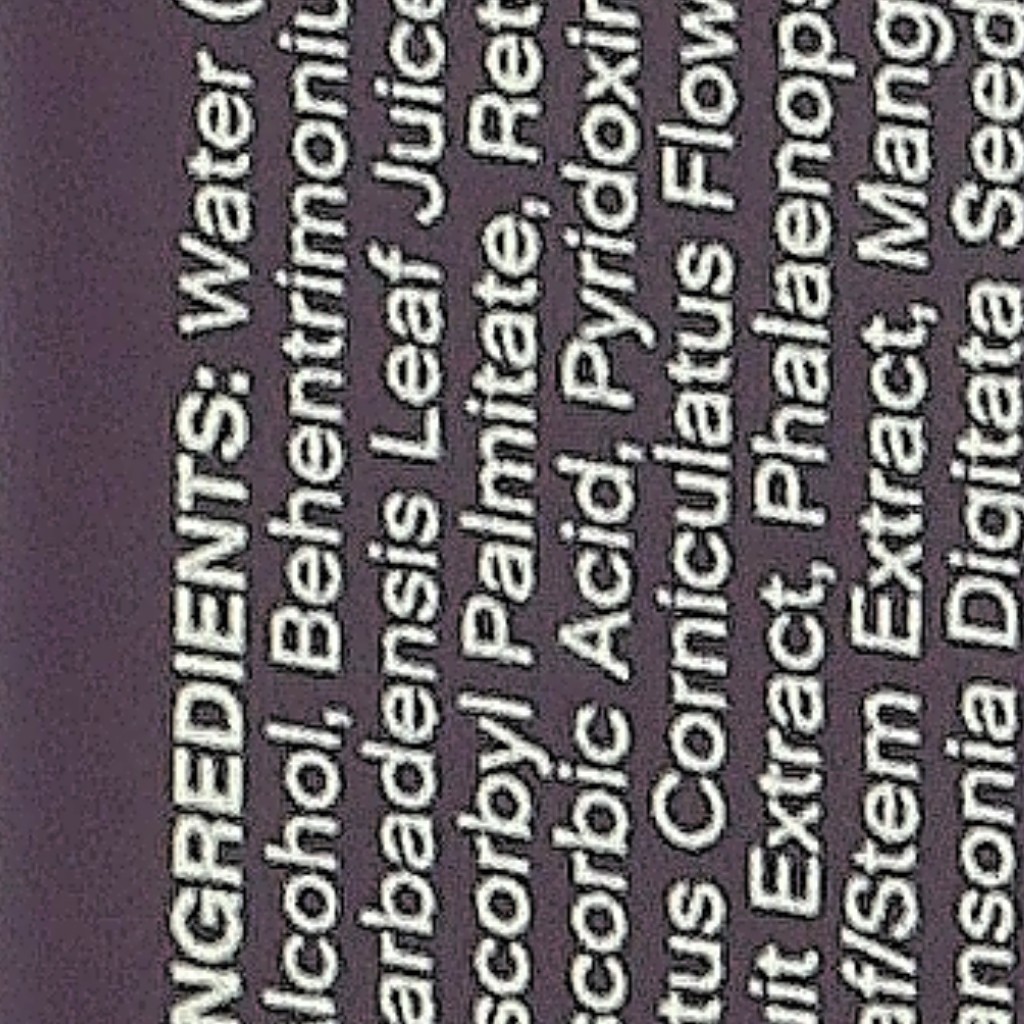 NGREDIENTS: Water (
lcohol, Behentrimoniu
arbadensis Leaf Juice
scorbyl Palmitate, Ret
scorbic Acid, Pyridoxin
tus Corniculatus Flow
uit Extract, Phalaenops
af/Stem Extract, Mang
ansonia Digitata Seed